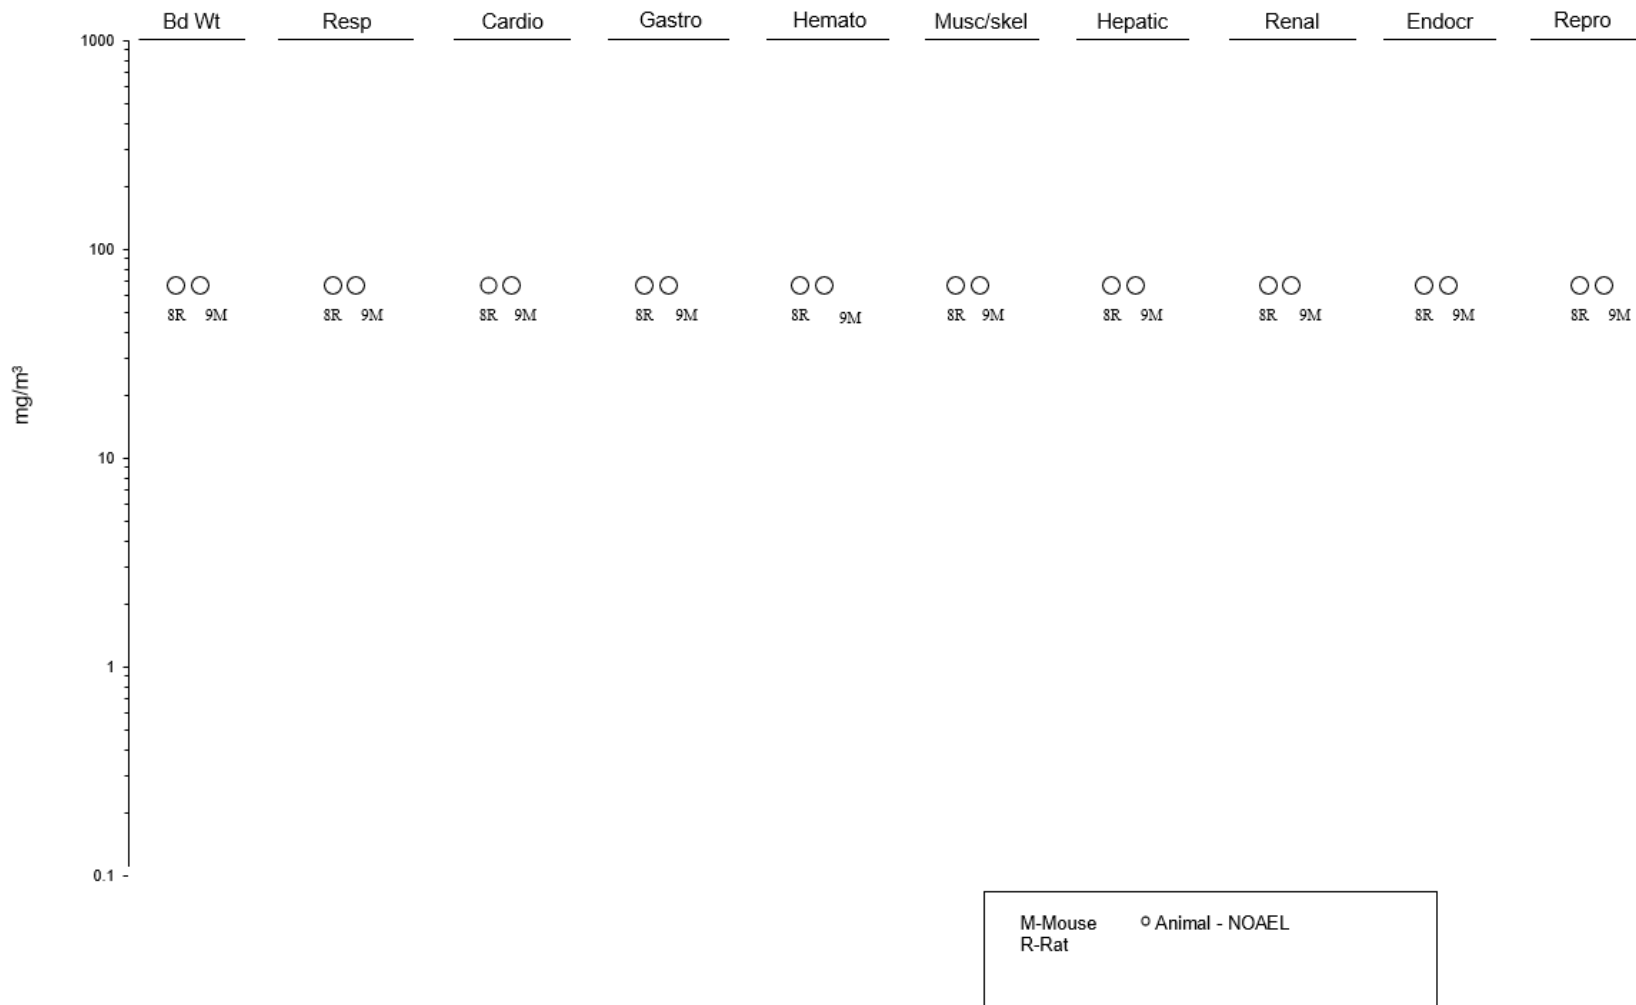 Bd Wt Resp Cardio Gastro Hemato Musc/skel Hepatic Renal Endocr Repro
1000
100
8R 9M 8R 9M 8R 9M 8R 9M 8R 9M 8R 9M 8R 9M 8R 9M 8R 9M 8R 9M
mg/m³
10
1
0.1
M-Mouse Animal - NOAEL
R-Rat